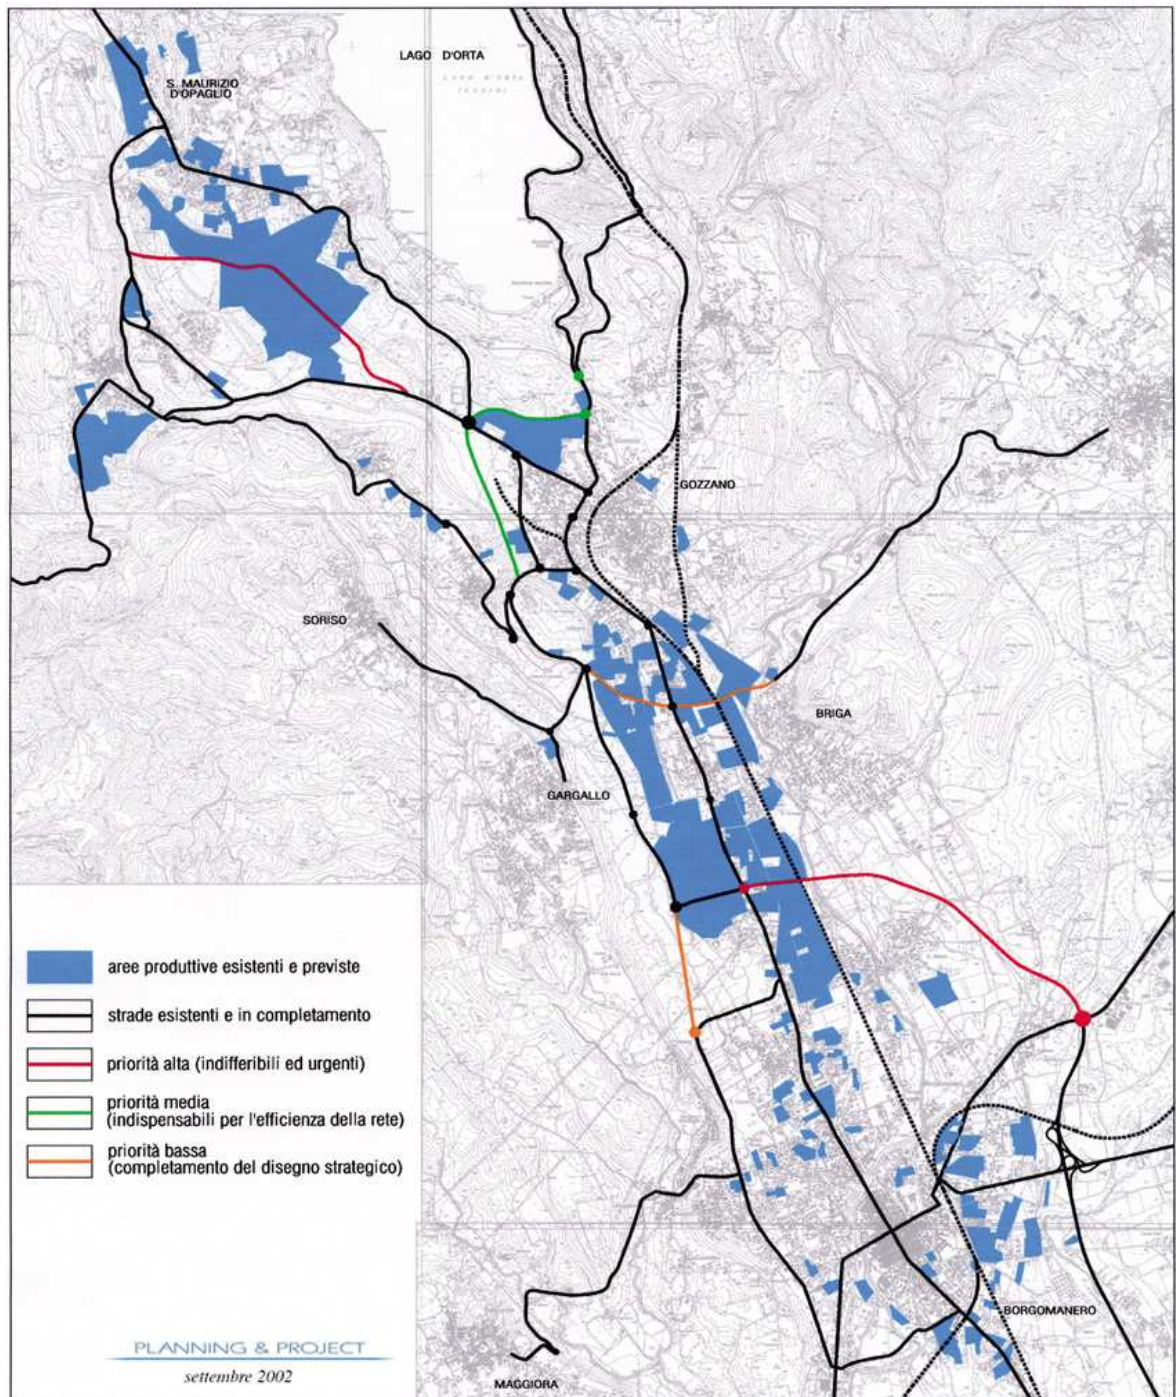 LAGO D'ORTA
LAGO D'ORTA
S. MAURIZIO
D'OPAGLIO
GOZZANO
SORISO
BRIGA
GARGALLO
aree produttive esistenti e previste
strade esistenti e in completamento
priorità alta (indifferibili ed urgenti)
priorità media
(indispensabili per l'efficienza della rete)
priorità bassa
(completamento del disegno strategico)
BORGOMANERO
PLANNING & PROJECT
settembre 2002
MAGGIORA